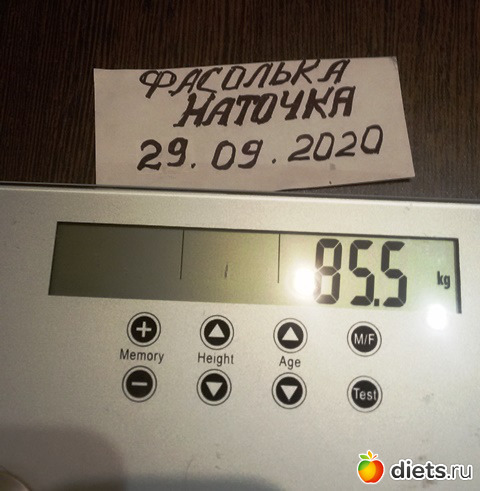 ФАСОЛЬКА
НАТОЧКА
29.09.2020
85.5 kg
+ M/F
Memory Height Age
Test
diets.ru